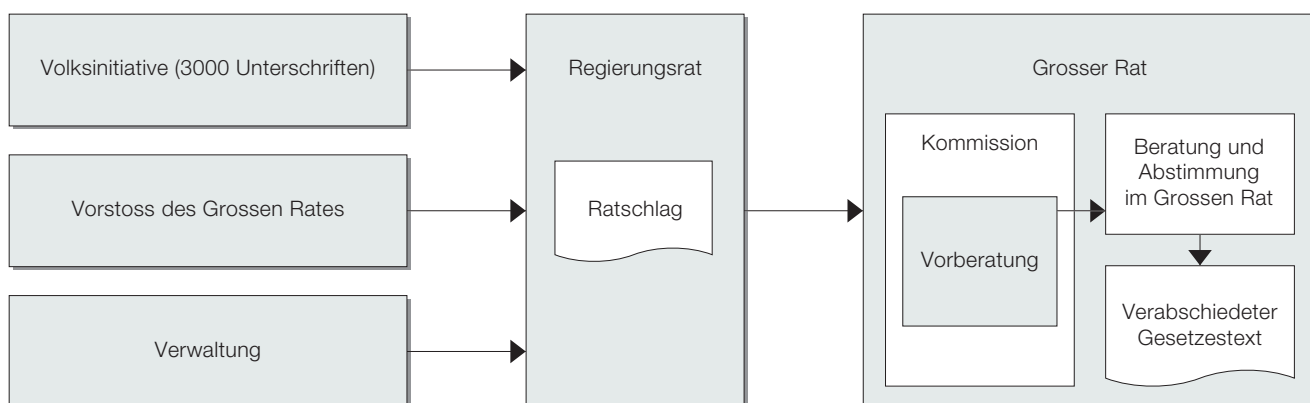 Volksinitiative (3000 Unterschriften)
Vorstoss des Grossen Rates
Verwaltung
Regierungsrat
Ratschlag
Grosser Rat
Kommission
Vorberatung
Beratung und
Abstimmung
im Grossen Rat
Verabschiedeter
Gesetzestext